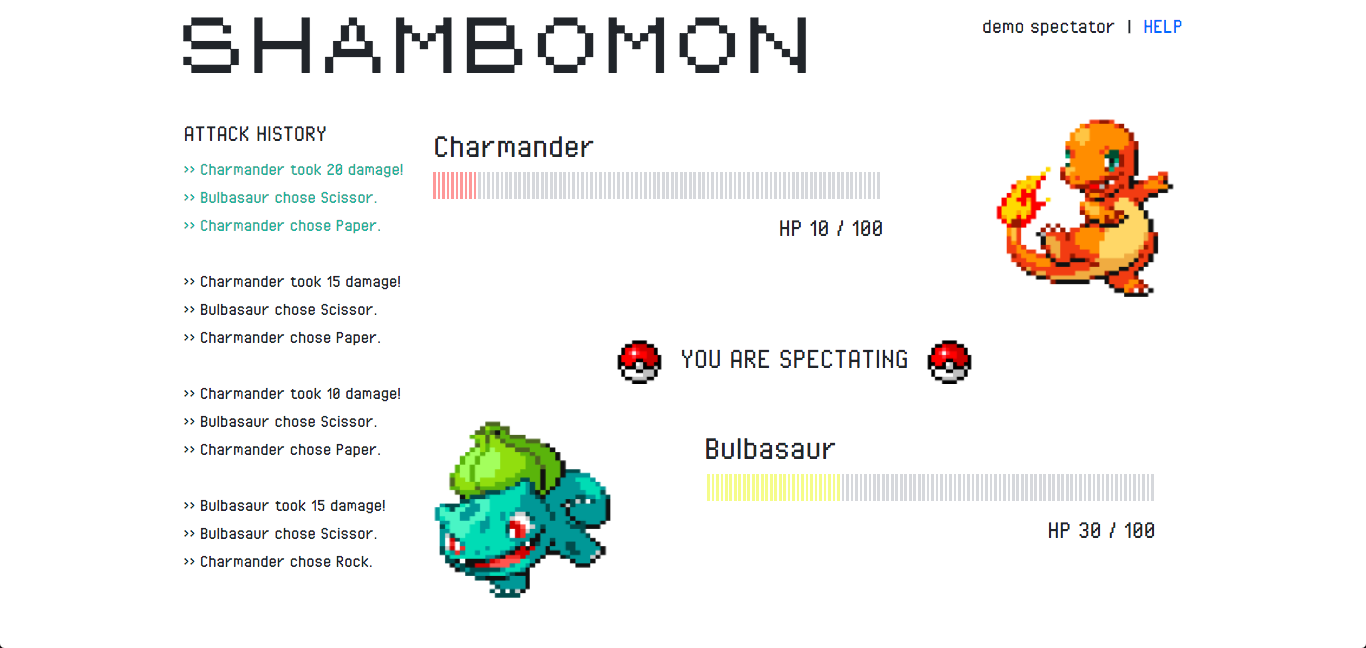 SHAMBOMON
demo spectator | HELP
ATTACK HISTORY
>> Charmander took 20 damage!
>> Bulbasaur chose Scissor.
>> Charmander chose Paper.
>> Charmander took 15 damage!
>> Bulbasaur chose Scissor.
>> Charmander chose Paper.
>> Charmander took 10 damage!
>> Bulbasaur chose Scissor.
>> Charmander chose Paper.
>> Bulbasaur took 15 damage!
>> Bulbasaur chose Scissor.
>> Charmander chose Rock.
Charmander
HP 10 / 100
YOU ARE SPECTATING
Bulbasaur
HP 30 / 100